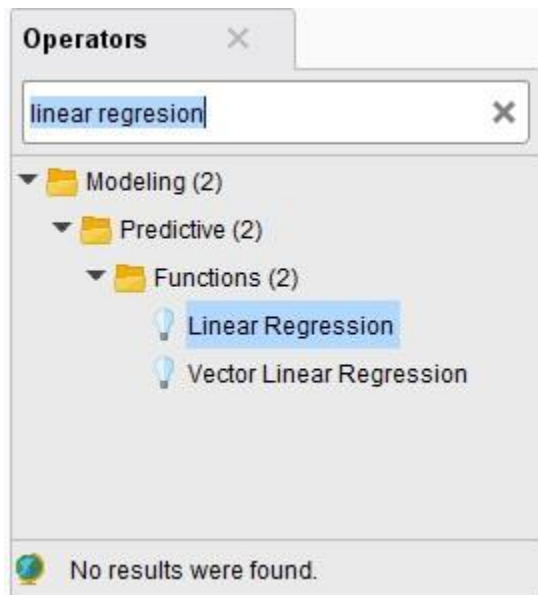 Operators
linear regresion
Modeling (2)
Predictive (2)
Functions (2)
Linear Regression
Vector Linear Regression
No results were found.